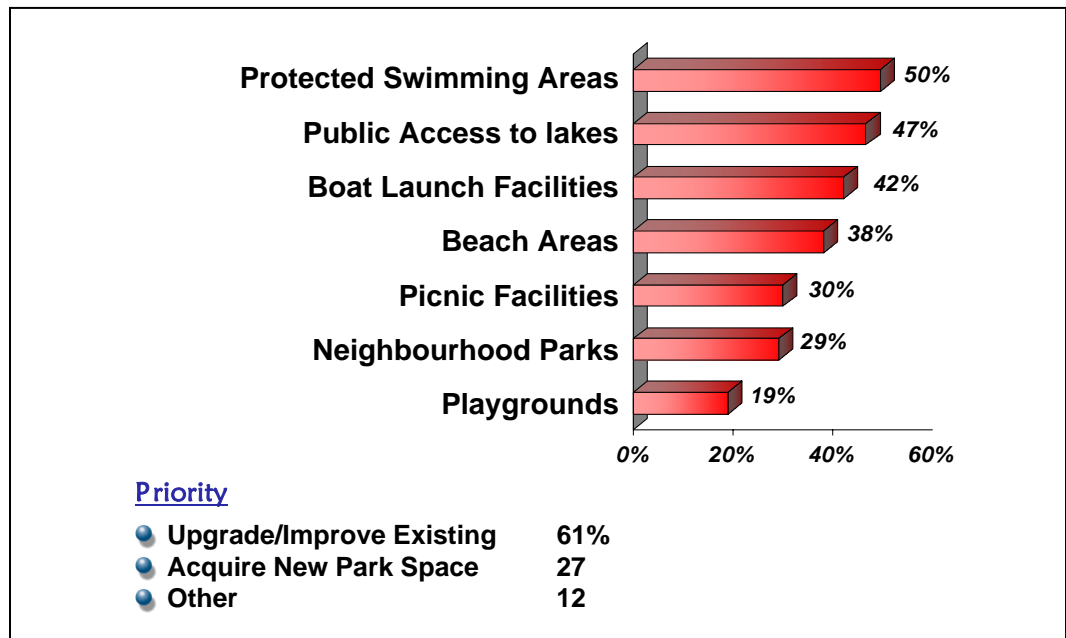 Protected Swimming Areas 50%
Public Access to lakes 47%
Boat Launch Facilities 42%
Beach Areas 38%
Picnic Facilities 30%
Neighbourhood Parks 29%
Playgrounds 19%
0% 20% 40% 60%
Priority
Upgrade/Improve Existing 61%
Acquire New Park Space 27
Other 12